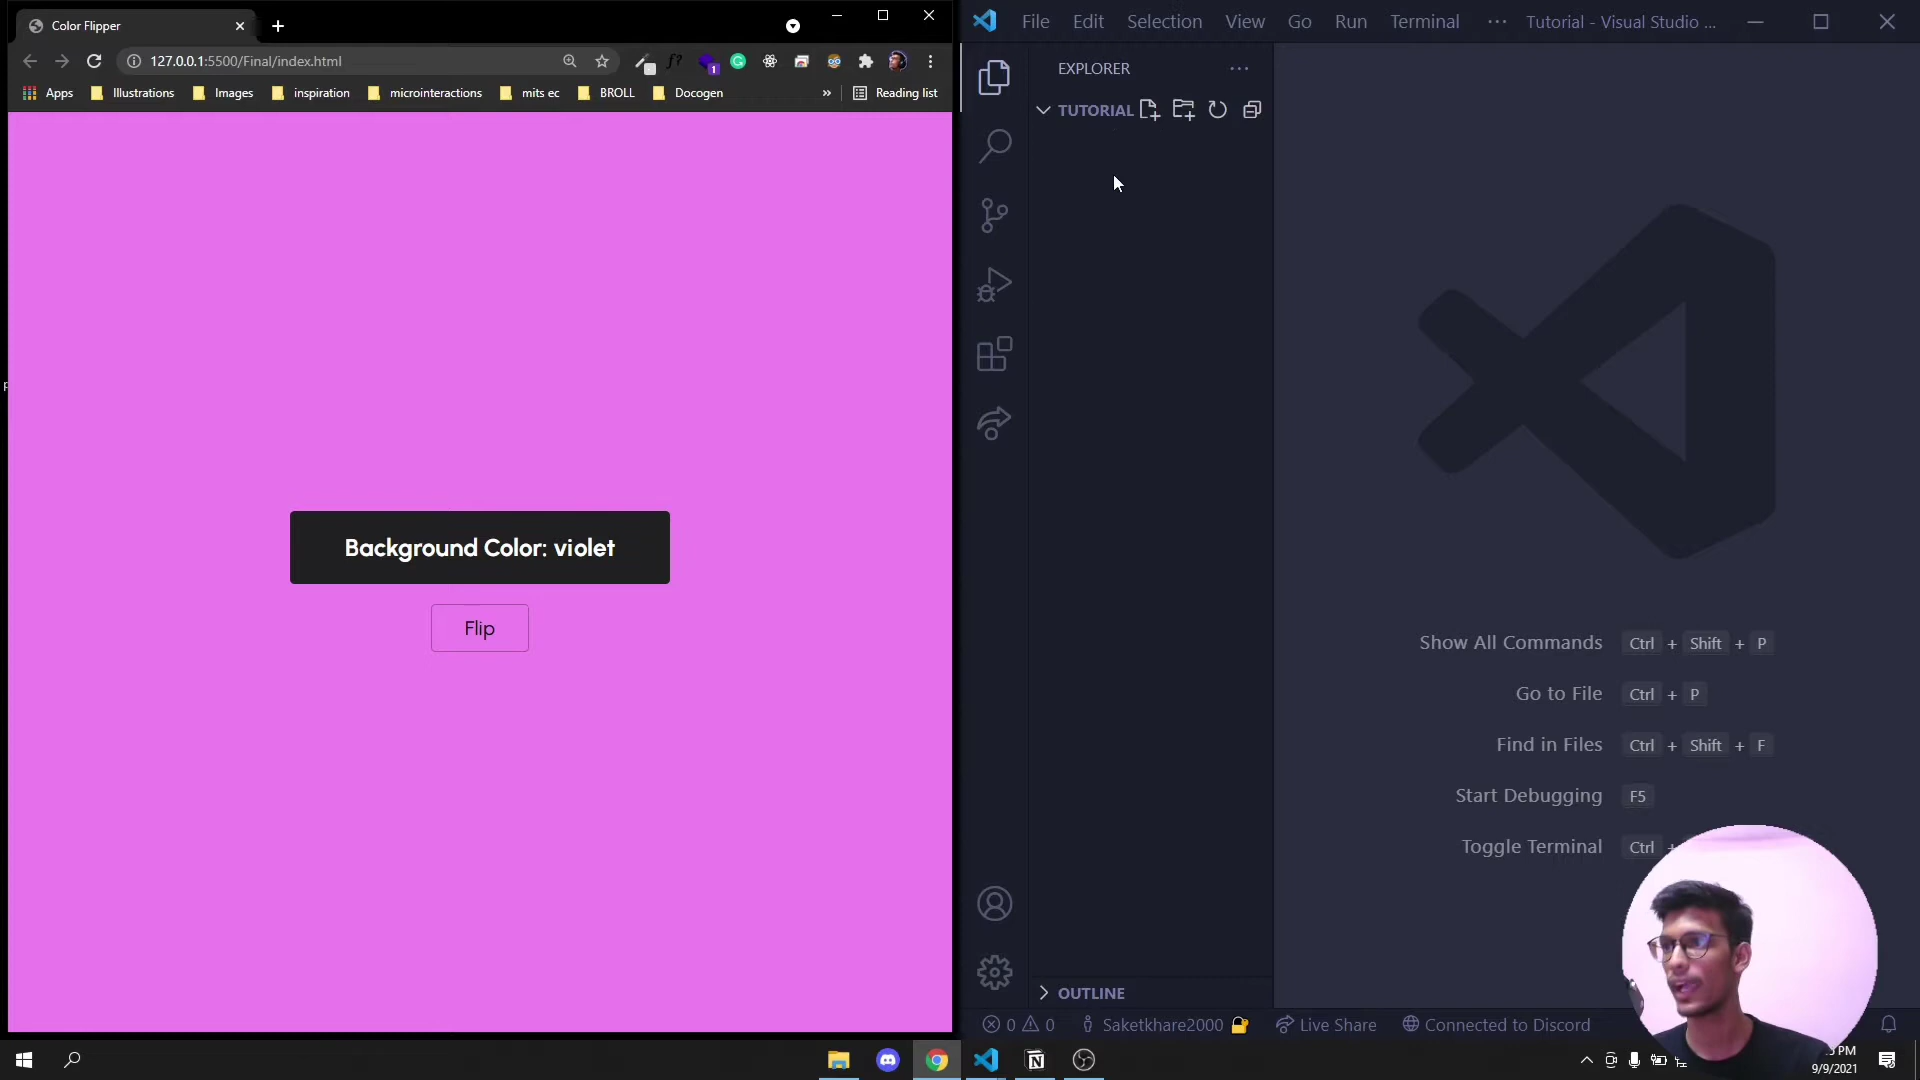 Color Flipper
127.0.0.1:5500/Final/index.html
1
Apps
Illustrations
Images
inspiration
microinteractions
mits ec
BROLL
Docogen
»
Reading list
Background Color: violet
Flip
File Edit Selection View Go Run Terminal ··· Tutorial - Visual Studio ...
EXPLORER
TUTORIAL
Show All Commands Ctrl + Shift + P
Go to File Ctrl + P
Find in Files Ctrl + Shift + F
Start Debugging F5
Toggle Terminal Ctrl +
OUTLINE
0 0 Saketkhare2000 Live Share Connected to Discord
PM
9/9/2021